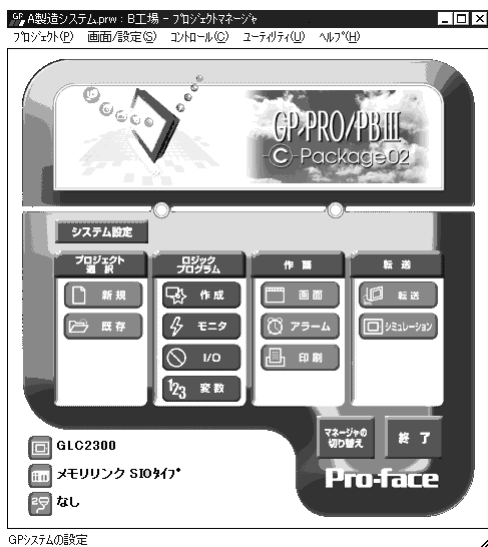 A製造システム.prw : B工場 - プロジェクトマネージャ
プロジェクト(P) 画面/設定(S) コントロール(C) ユーティリティ(U) ヘルプ(H)
GP-PRO/PBⅢ
C-Package02
システム設定
プロジェクト
選 択
新 規
既 存
ロジック
プログラム
作 成
モニタ
I/O
123
変 数
作 画
画 面
アラーム
印 刷
転 送
転 送
シミュレーション
マネージャの
切り替え
終 了
GLC2300
メモリリンク SIOタイプ
なし
Pro-face
GPシステムの設定